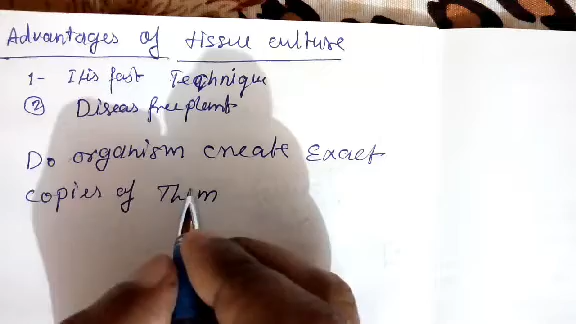 Advantages of tissue culture
1- It is fast Technique
② Diseas free plant
Do organism create Exact
copies of Them